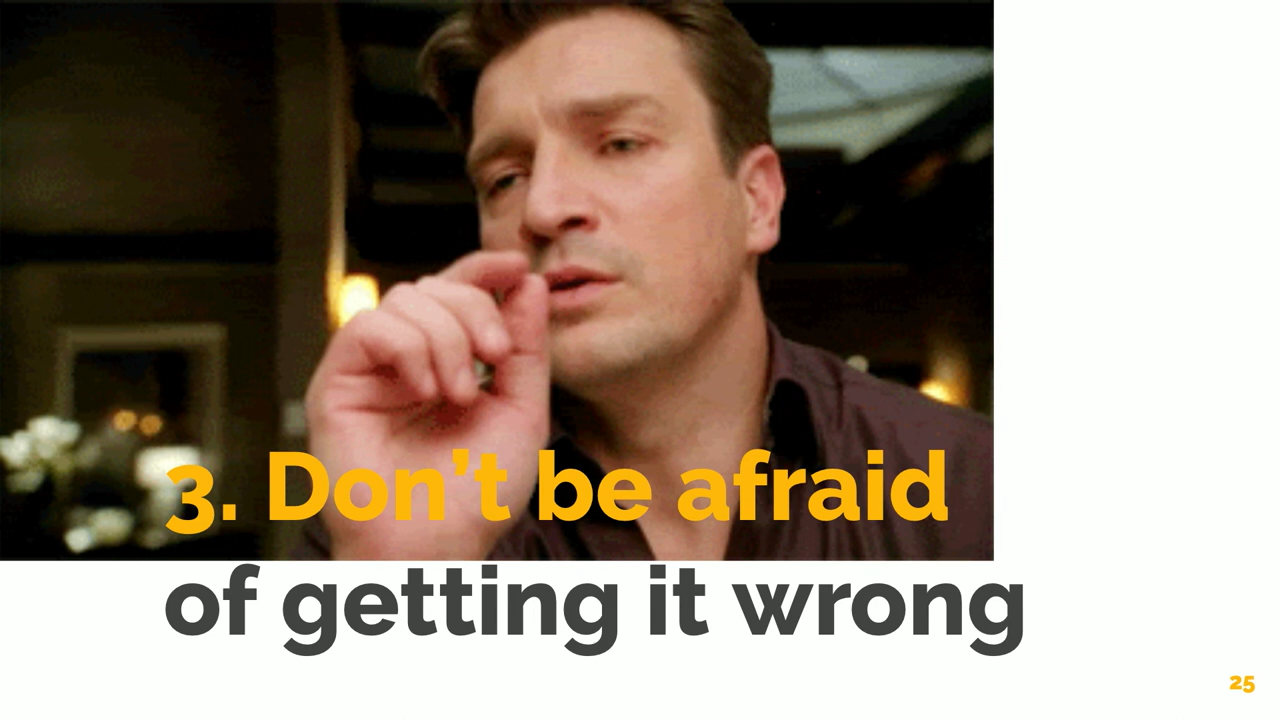 3. Don’t be afraid
of getting it wrong
25